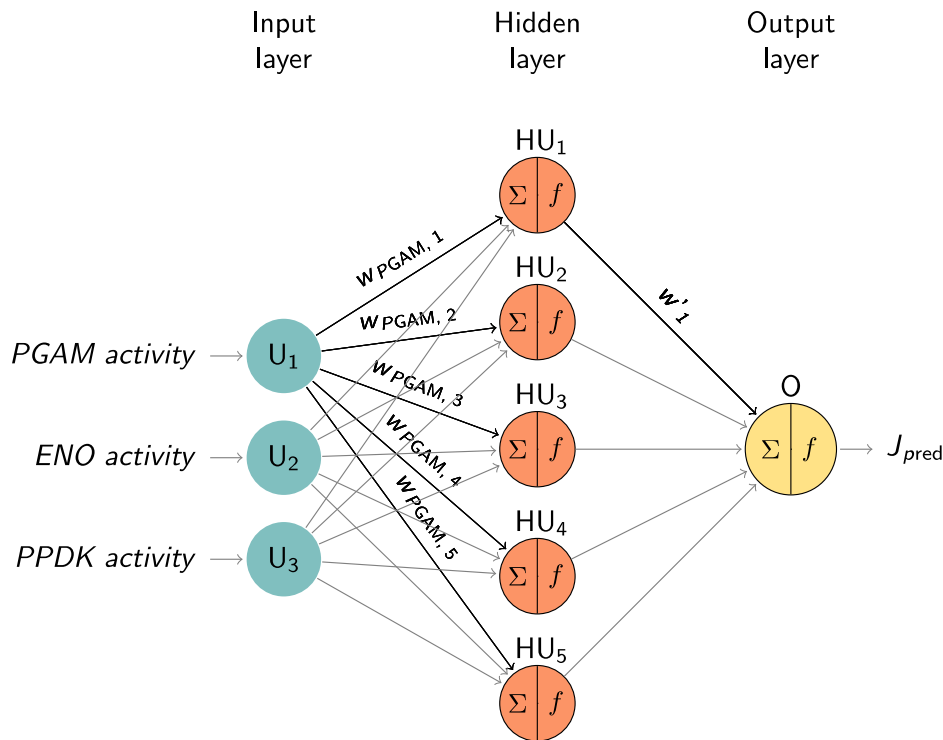 Input
layer
Hidden
layer
Output
layer
HU₁
Σ f
w PGAM, 1
HU₂
Σ f
w PGAM, 2
w'₁
PGAM activity
U₁
w PGAM, 3
HU₃
Σ f
O
Σ f
J pred
ENO activity
U₂
w PGAM, 4
w PGAM, 5
HU₄
Σ f
PPDK activity
U₃
HU₅
Σ f